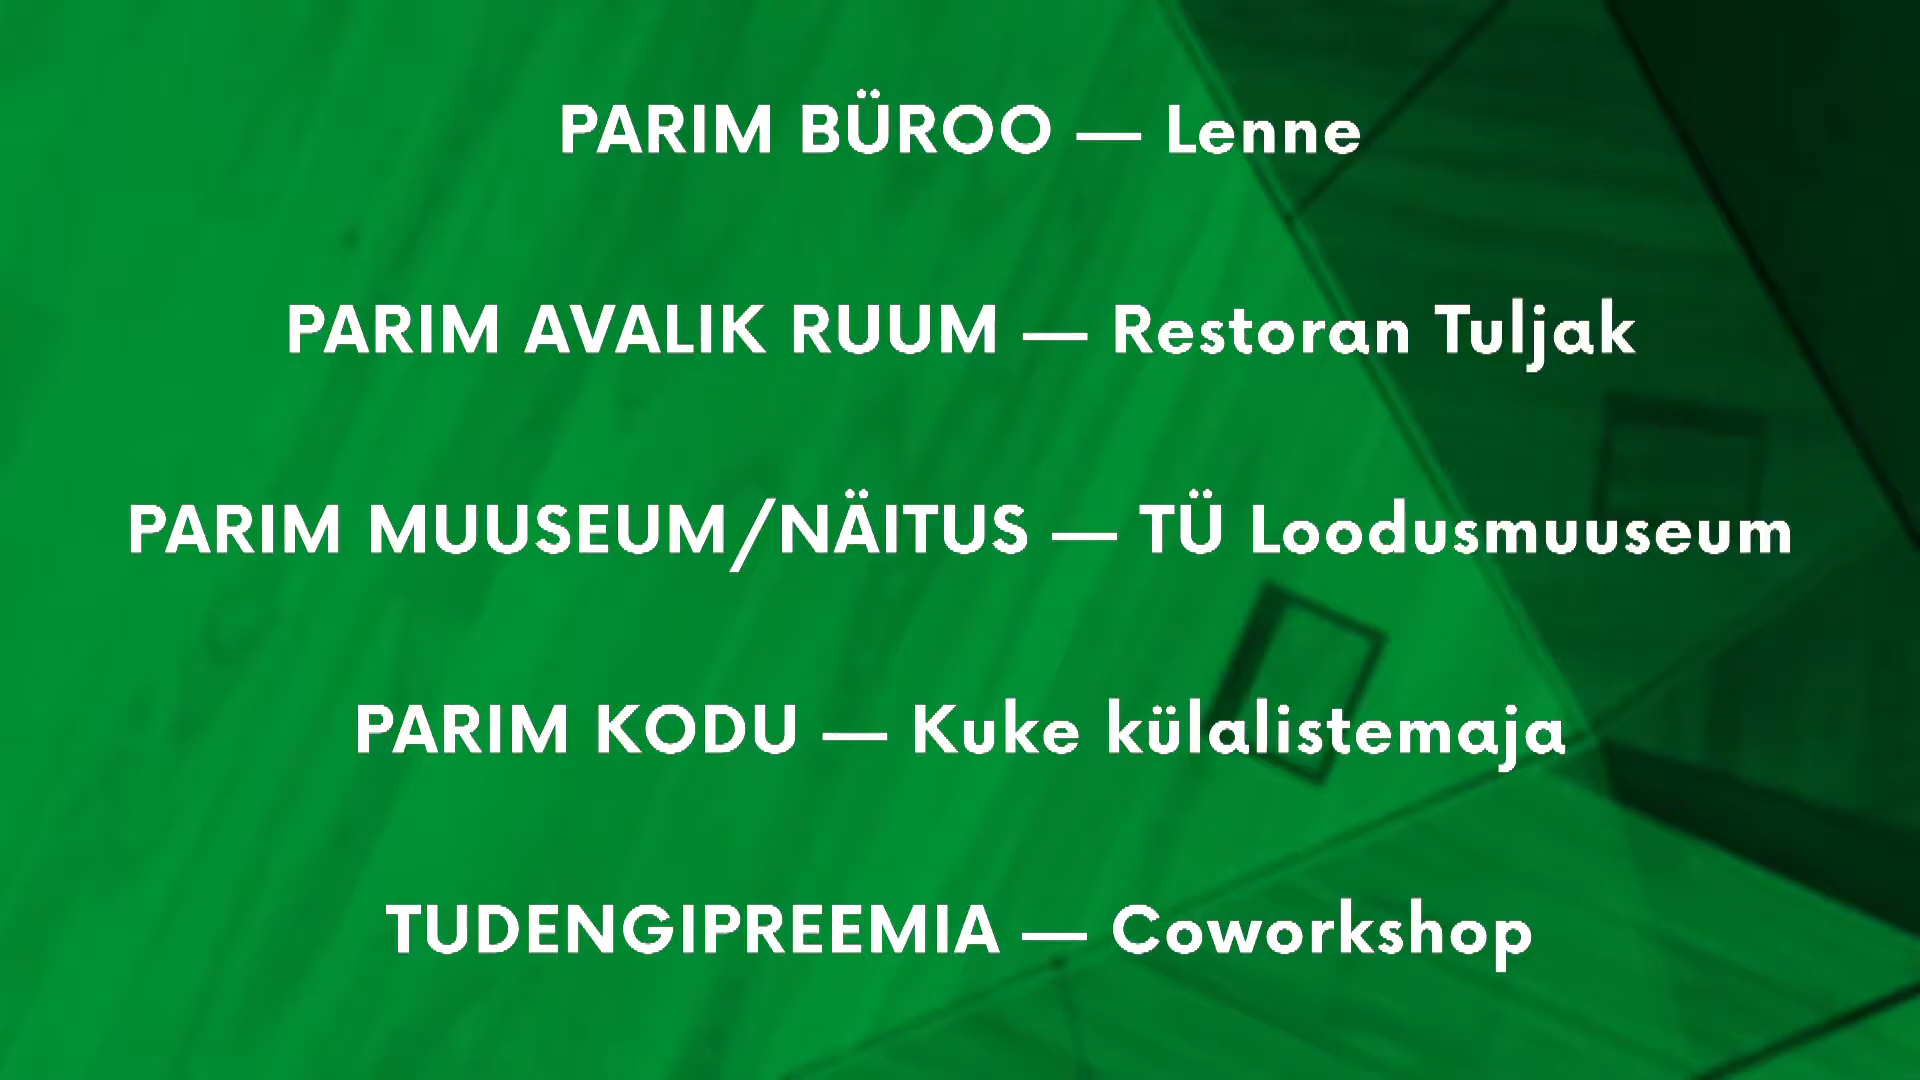 PARIM BÜROO — Lenne
PARIM AVALIK RUUM — Restoran Tuljak
PARIM MUUSEUM/NÄITUS — TÜ Loodusmuuseum
PARIM KODU — Kuke külalistemaja
TUDENGIPREEMIA — Coworkshop